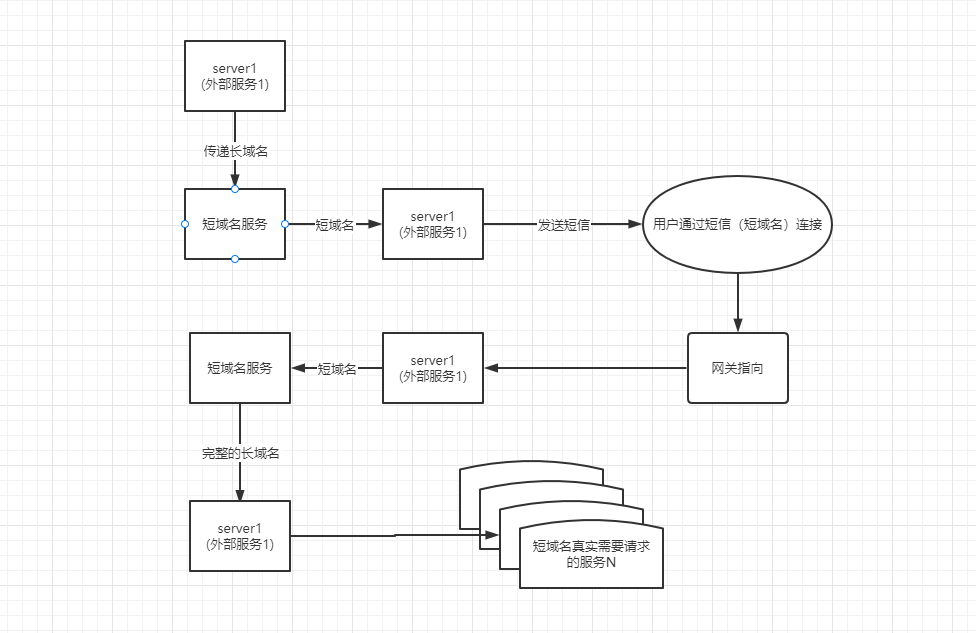 server1
(外部服务1)
传递长域名
短域名服务
短域名
server1
(外部服务1)
发送短信
用户通过短信（短域名）连接
短域名服务
短域名
server1
(外部服务1)
网关指向
完整的长域名
server1
(外部服务1)
短域名真实需要请求
的服务N